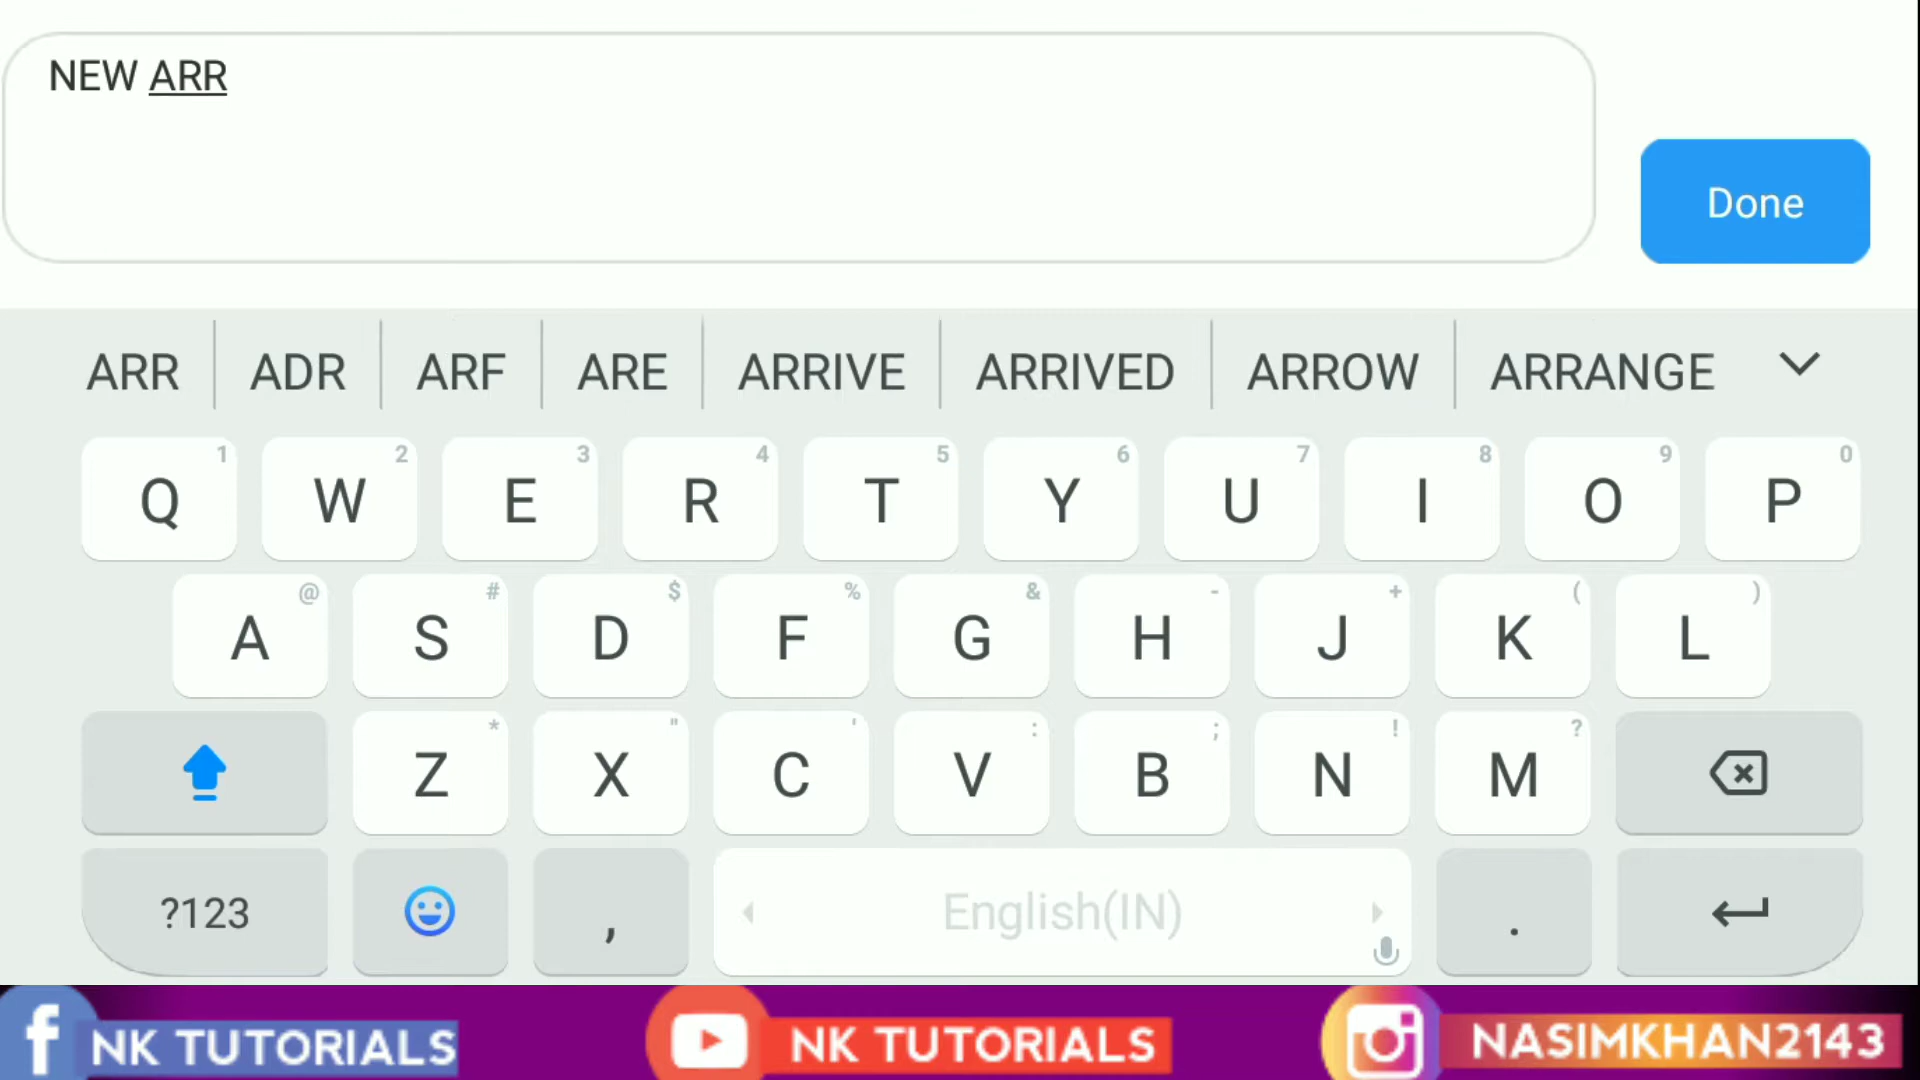 NEW ARR
Done
ARR ADR ARF ARE ARRIVE ARRIVED ARROW ARRANGE
1 2 3 4 5 6 7 8 9 0
Q W E R T Y U I O P
@ # $ % & - + ( )
A S D F G H J K L
* " ' : ; ! ?
Z X C V B N M
?123 , English(IN) .
NK TUTORIALS NK TUTORIALS NASIMKHAN2143